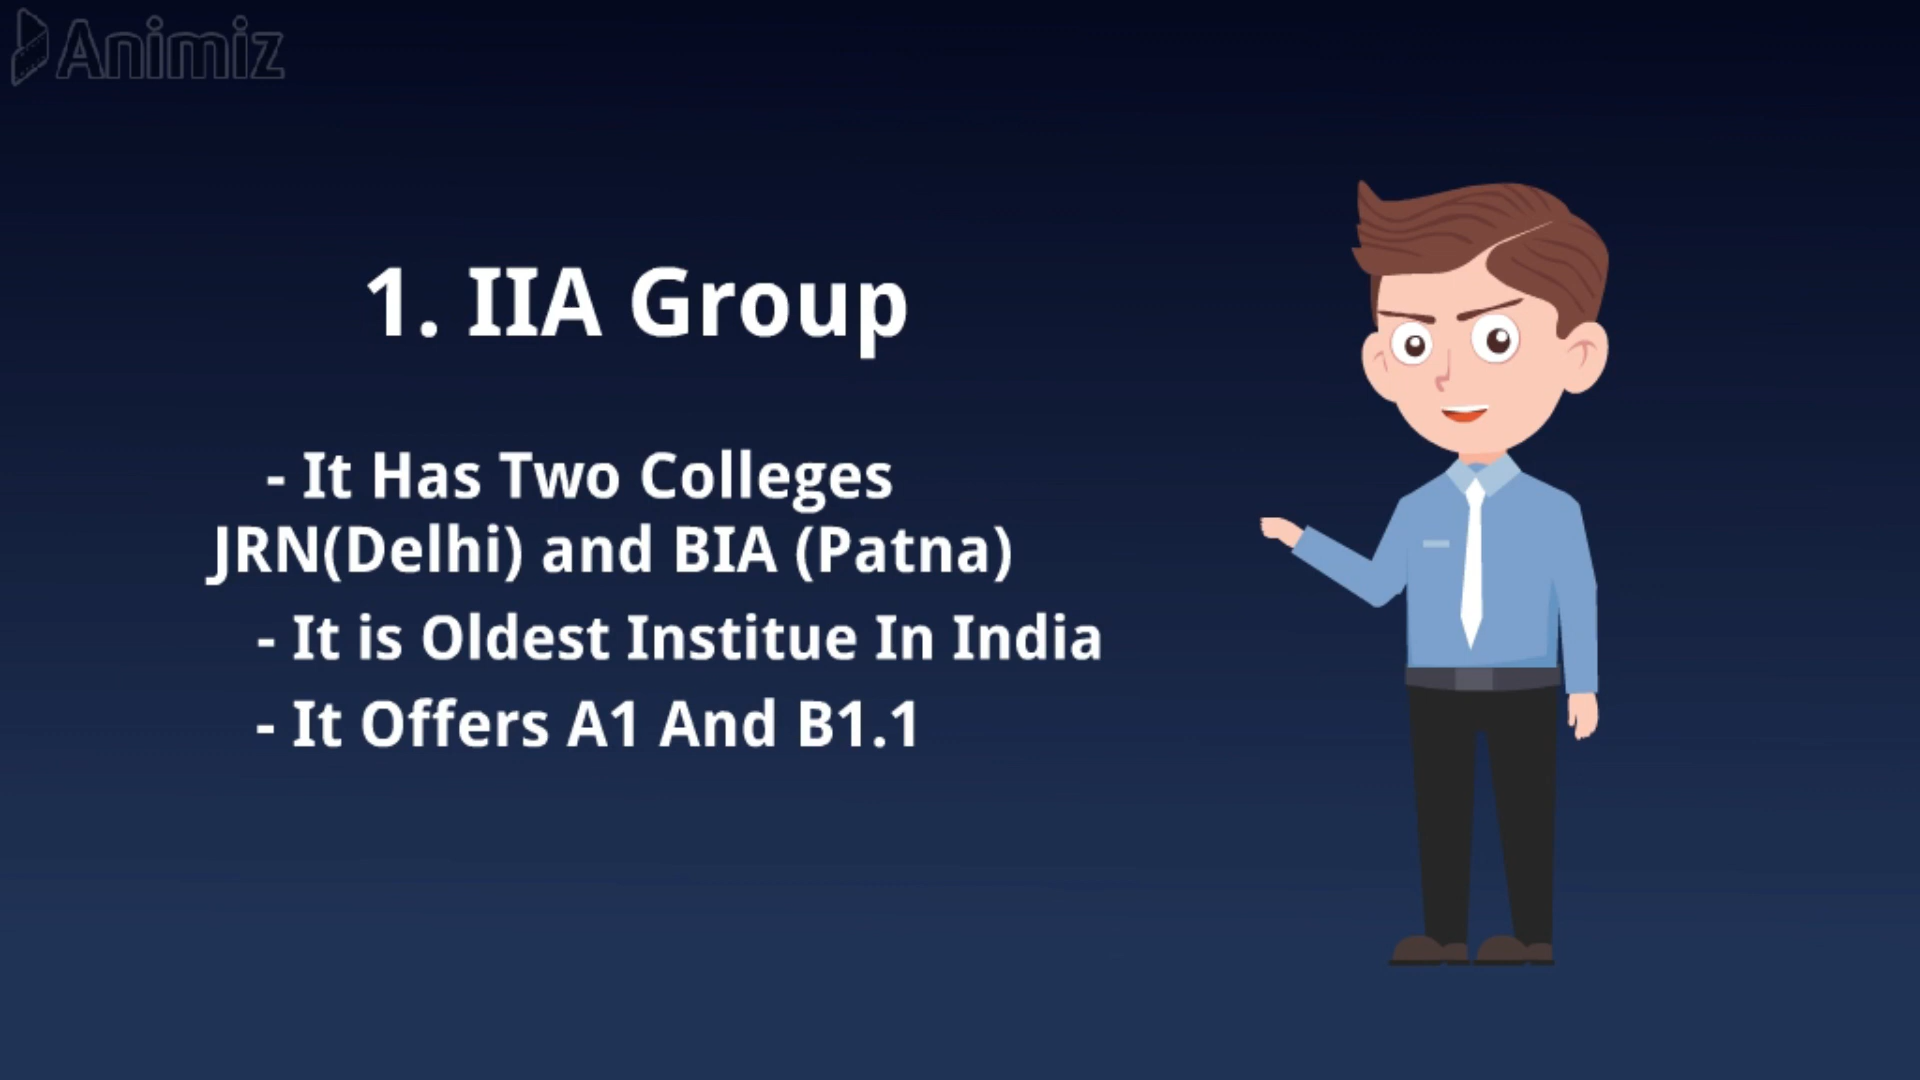 Animiz
1. IIA Group
- It Has Two Colleges
JRN(Delhi) and BIA (Patna)
- It is Oldest Institue In India
- It Offers A1 And B1.1